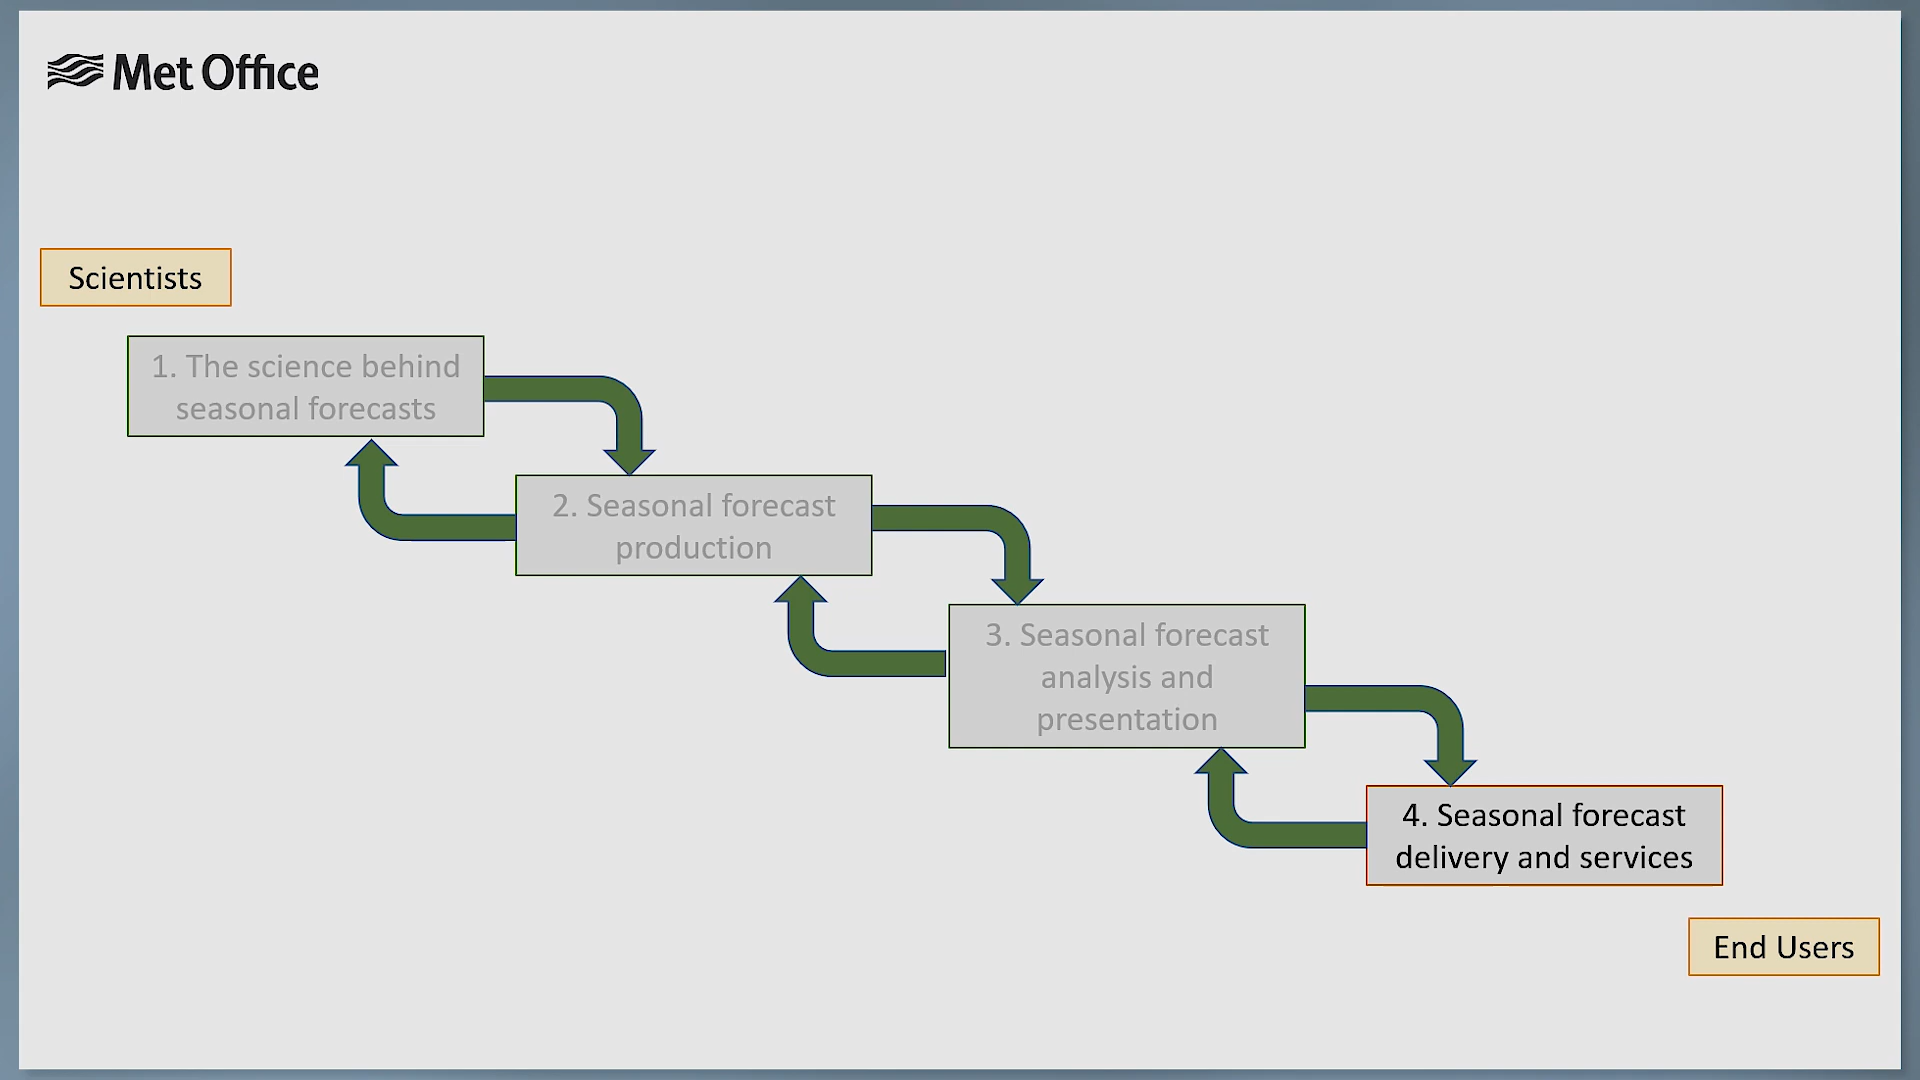 Met Office
Scientists
1. The science behind
seasonal forecasts
2. Seasonal forecast
production
3. Seasonal forecast
analysis and
presentation
4. Seasonal forecast
delivery and services
End Users